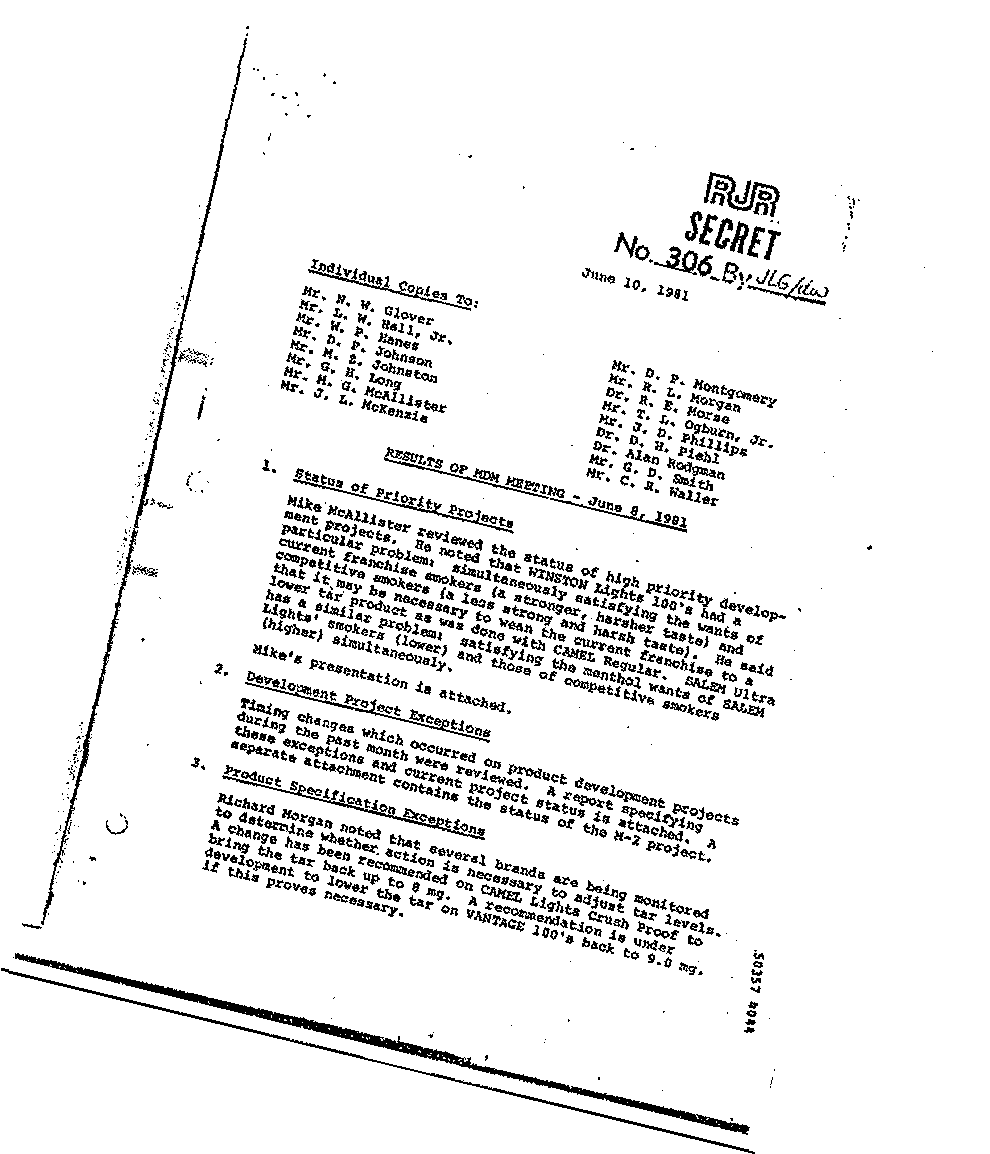 RJR
SECRET
No. 306 By JLG/dw
June 10, 1981
Individual Copies To:
Mr. N. W. Glover
Mr. L. W. Hall, Jr.
Mr. W. P. Hanes
Mr. D. P. Johnson
Mr. M. E. Johnston
Mr. G. H. Long
Mr. M. G. McAllister
Mr. J. L. McKenzie
Mr. D. P. Montgomery
Mr. R. L. Morgan
Dr. R. E. Morse
Mr. T. L. Ogburn, Jr.
Mr. J. D. Phillips
Dr. D. H. Piehl
Dr. Alan Rodgman
Mr. G. D. Smith
Mr. C. R. Waller
RESULTS OF MDM MEETING - June 8, 1981
1. Status of Priority Projects
Mike McAllister reviewed the status of high priority develop-
ment projects. He noted that WINSTON Lights 100's had a
particular problem: simultaneously satisfying the wants of
current franchise smokers (a stronger, harsher taste) and
competitive smokers (a less strong and harsh taste). He said
that it may be necessary to wean the current franchise to a
lower tar product as was done with CAMEL Regular. SALEM Ultra
has a similar problem: satisfying the menthol wants of SALEM
Lights' smokers (lower) and those of competitive smokers
(higher) simultaneously.
Mike's presentation is attached.
2. Development Project Exceptions
Timing changes which occurred on product development projects
during the past month were reviewed. A report specifying
these exceptions and current project status is attached. A
separate attachment contains the status of the M-2 project.
3. Product Specification Exceptions
Richard Morgan noted that several brands are being monitored
to determine whether action is necessary to adjust tar levels.
A change has been recommended on CAMEL Lights Crush Proof to
bring the tar back up to 8 mg. A recommendation is under
development to lower the tar on VANTAGE 100's back to 9.0 mg.
if this proves necessary.
50357 4044